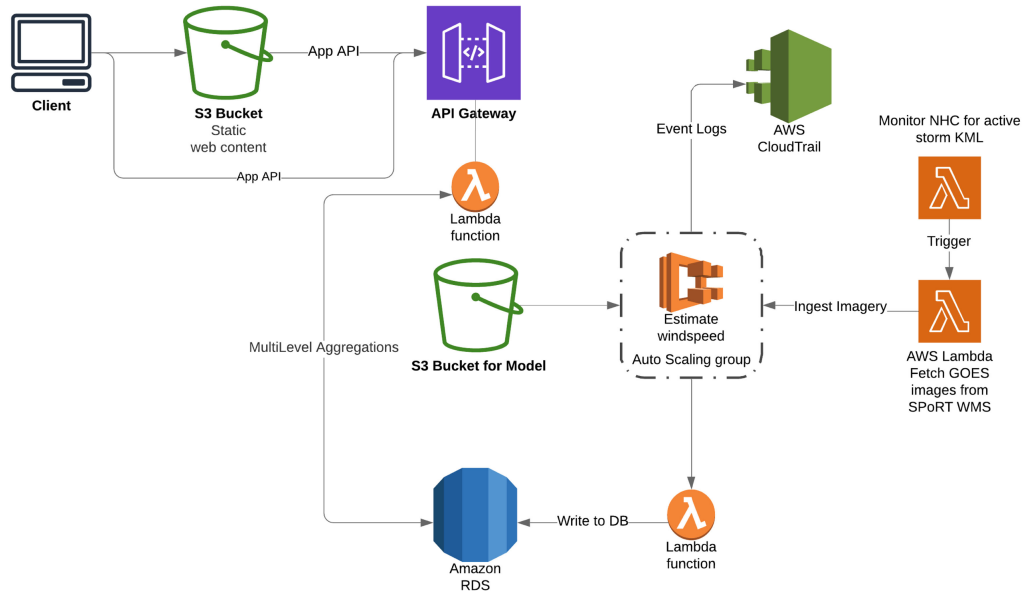 Client
S3 Bucket
Static
web content
App API
App API
API Gateway
</>
Lambda
function
Event Logs
AWS
CloudTrail
Monitor NHC for active
storm KML
Trigger
Ingest Imagery
AWS Lambda
Fetch GOES
images from
SPoRT WMS
Estimate
windspeed
Auto Scaling group
S3 Bucket for Model
MultiLevel Aggregations
Amazon
RDS
Write to DB
Lambda
function